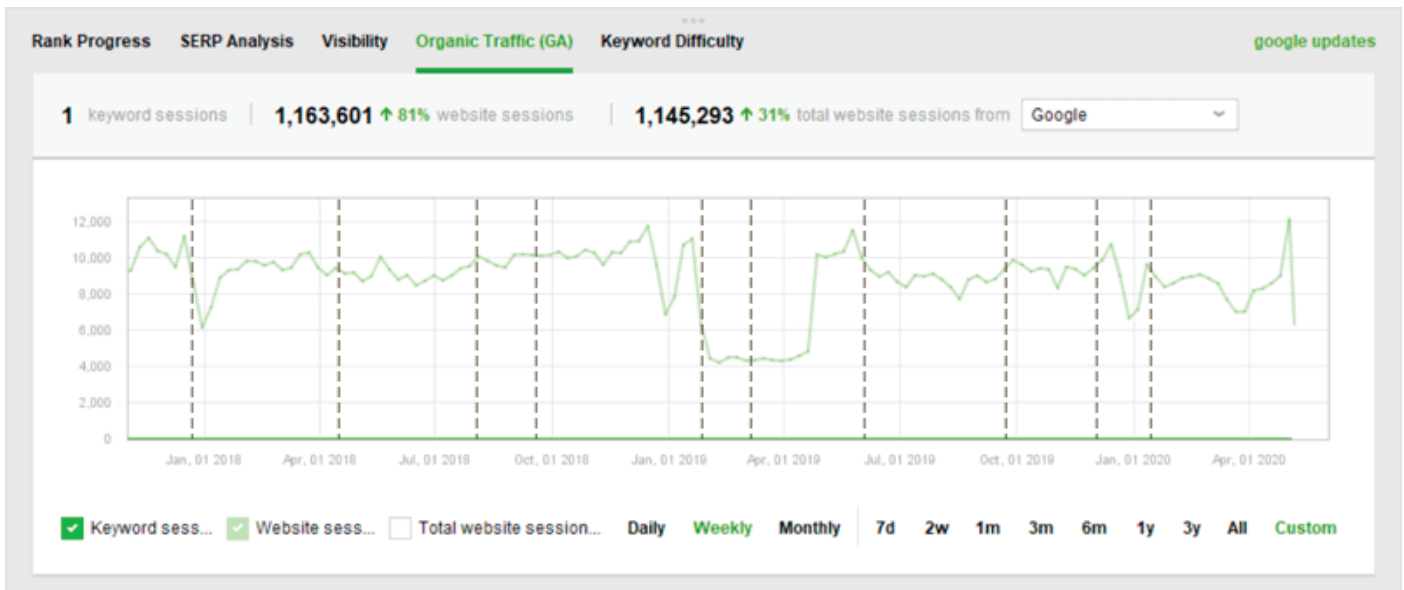 Rank Progress SERP Analysis Visibility Organic Traffic (GA) Keyword Difficulty google updates
1 keyword sessions 1,163,601 ↑ 81% website sessions 1,145,293 ↑ 31% total website sessions from Google
12,000
10,000
8,000
6,000
4,000
2,000
0
Jan, 01 2018 Apr, 01 2018 Jul, 01 2018 Oct, 01 2018 Jan, 01 2019 Apr, 01 2019 Jul, 01 2019 Oct, 01 2019 Jan, 01 2020 Apr, 01 2020
Keyword sess... Website sess... Total website session... Daily Weekly Monthly 7d 2w 1m 3m 6m 1y 3y All Custom